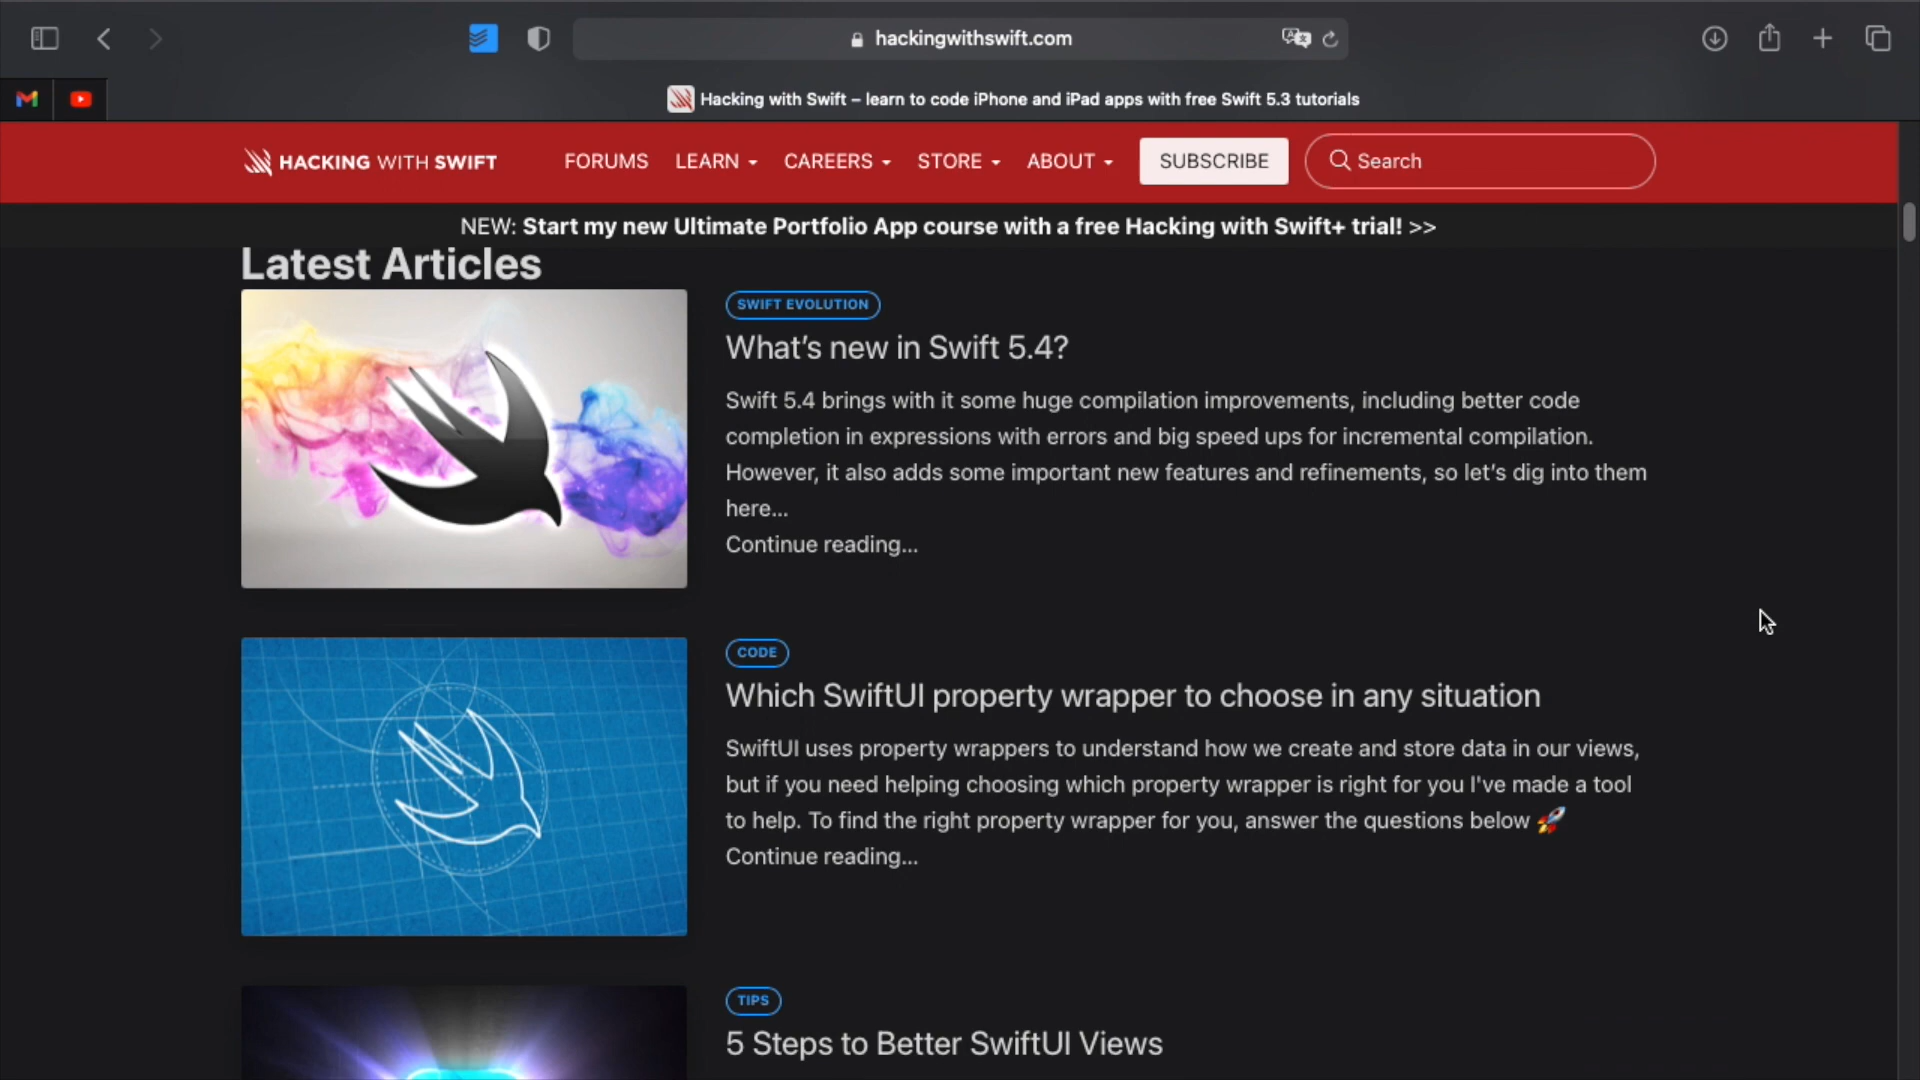 hackingwithswift.com
Hacking with Swift – learn to code iPhone and iPad apps with free Swift 5.3 tutorials
HACKING WITH SWIFT FORUMS LEARN CAREERS STORE ABOUT SUBSCRIBE Search
NEW: Start my new Ultimate Portfolio App course with a free Hacking with Swift+ trial! >>
Latest Articles
SWIFT EVOLUTION
What’s new in Swift 5.4?
Swift 5.4 brings with it some huge compilation improvements, including better code
completion in expressions with errors and big speed ups for incremental compilation.
However, it also adds some important new features and refinements, so let’s dig into them
here…
Continue reading…
CODE
Which SwiftUI property wrapper to choose in any situation
SwiftUI uses property wrappers to understand how we create and store data in our views,
but if you need helping choosing which property wrapper is right for you I've made a tool
to help. To find the right property wrapper for you, answer the questions below 🚀
Continue reading…
TIPS
5 Steps to Better SwiftUI Views